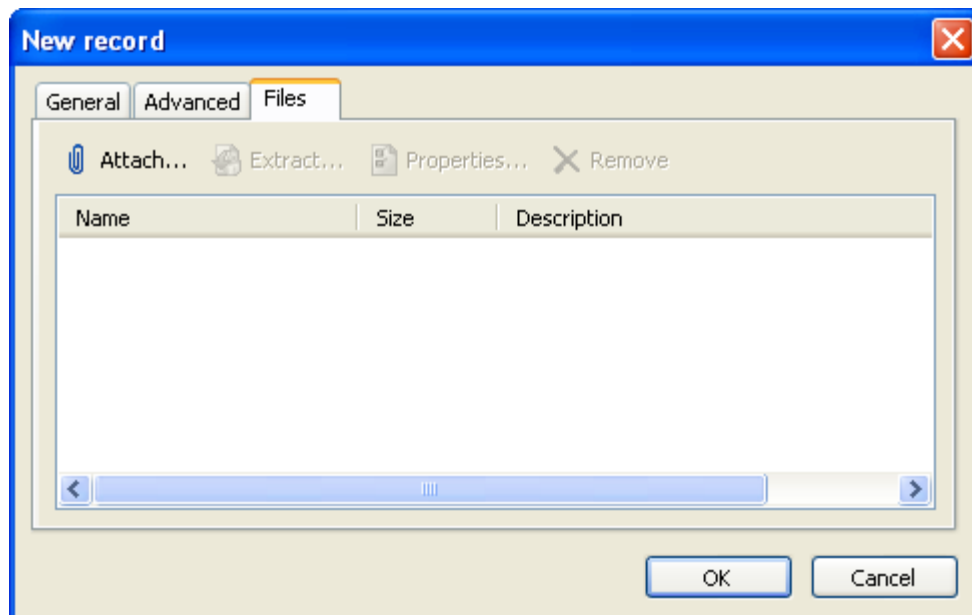 New record
General Advanced Files
Attach... Extract... Properties... Remove
Name Size Description
OK Cancel